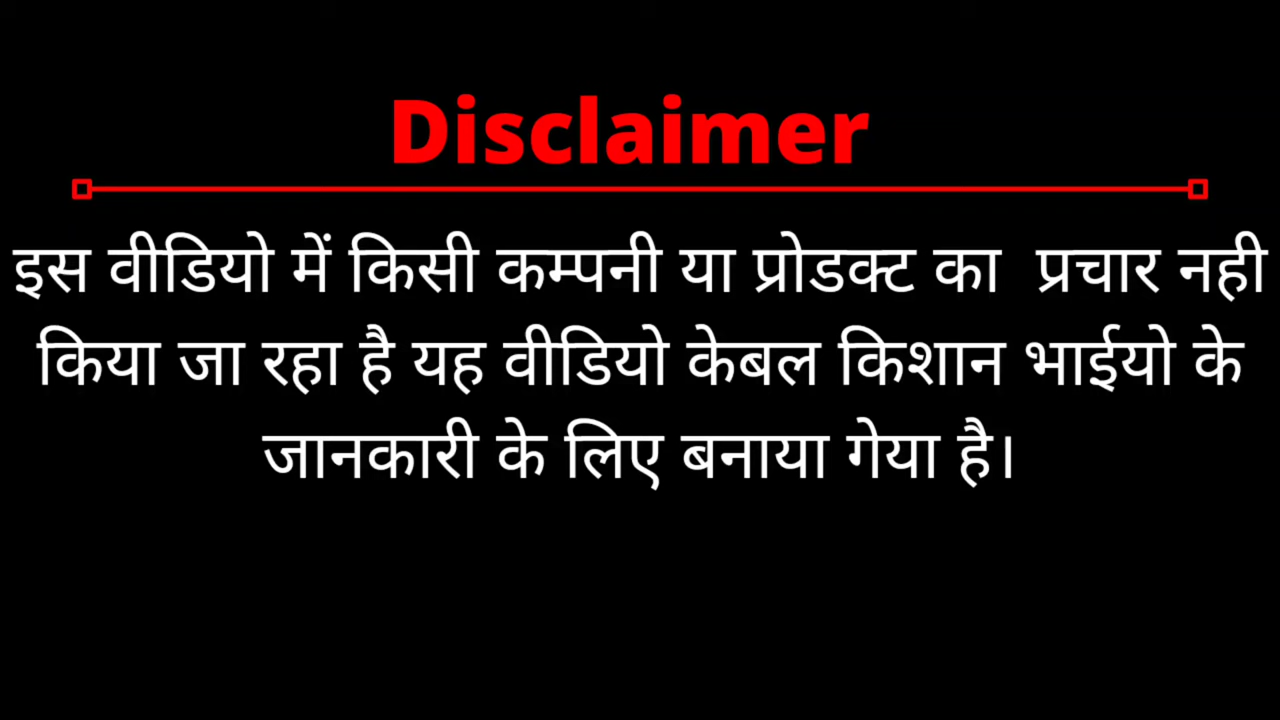 Disclaimer
इस वीडियो में किसी कम्पनी या प्रोडक्ट का प्रचार नही
किया जा रहा है यह वीडियो केबल किशान भाईयो के
जानकारी के लिए बनाया गेया है।